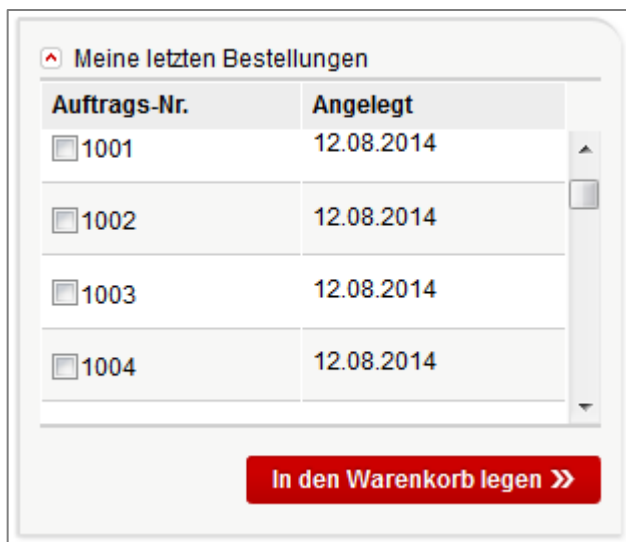 Meine letzten Bestellungen
Auftrags-Nr. Angelegt
1001 12.08.2014
1002 12.08.2014
1003 12.08.2014
1004 12.08.2014
In den Warenkorb legen »